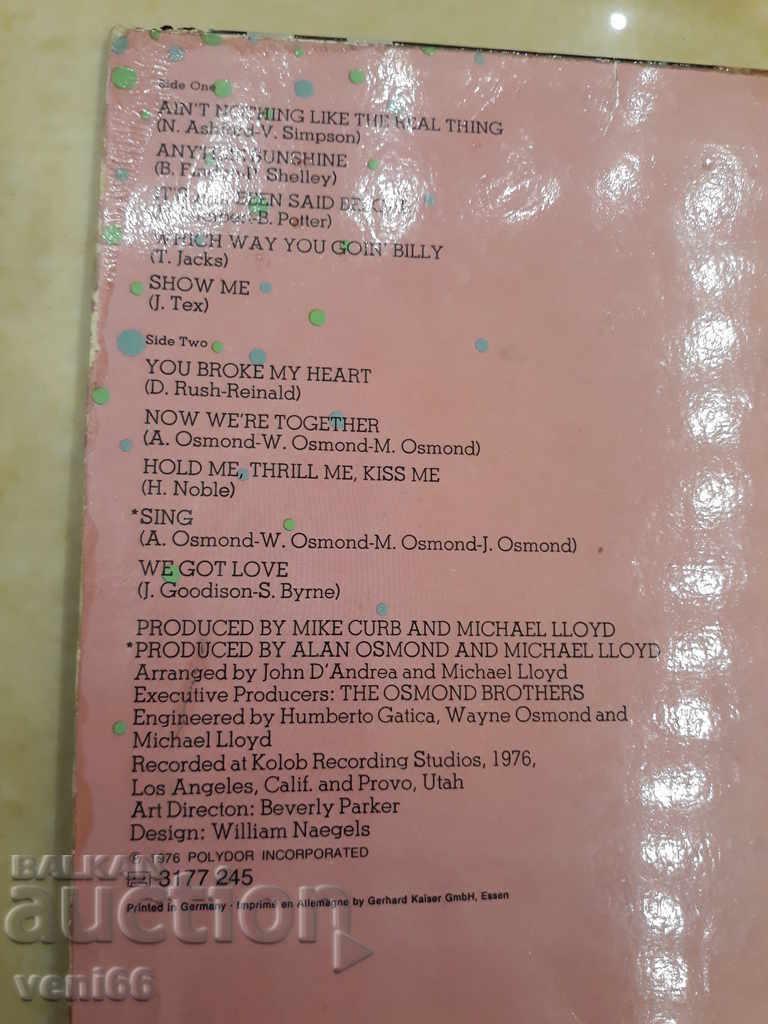 Side One
AIN'T NOTHING LIKE THE REAL THING
(N. Ashford-V. Simpson)
SUNSHINE
Shelley)
BEEN SAID
B. Potter)
WHICH WAY YOU GOIN' BILLY
(T. Jacks)
SHOW ME
(J. Tex)
Side Two
YOU BROKE MY HEART
(D. Rush-Reinald)
NOW WE'RE TOGETHER
(A. Osmond-W. Osmond-M. Osmond)
HOLD ME, THRILL ME, KISS ME
(H. Noble)
*SING
(A. Osmond-W. Osmond-M. Osmond-J. Osmond)
WE GOT LOVE
(J. Goodison-S. Byrne)
PRODUCED BY MIKE CURB AND MICHAEL LLOYD
*PRODUCED BY ALAN OSMOND AND MICHAEL LLOYD
Arranged by John D'Andrea and Michael Lloyd
Executive Producers: THE OSMOND BROTHERS
Engineered by Humberto Gatica, Wayne Osmond and
Michael Lloyd
Recorded at Kolob Recording Studios, 1976,
Los Angeles, Calif. and Provo, Utah
Art Directon: Beverly Parker
Design: William Naegels
℗ 1976 POLYDOR INCORPORATED
3177 245
Printed in Germany · Imprimé en Allemagne by Gerhard Kaiser GmbH, Essen
BALKAN
auction
veni66